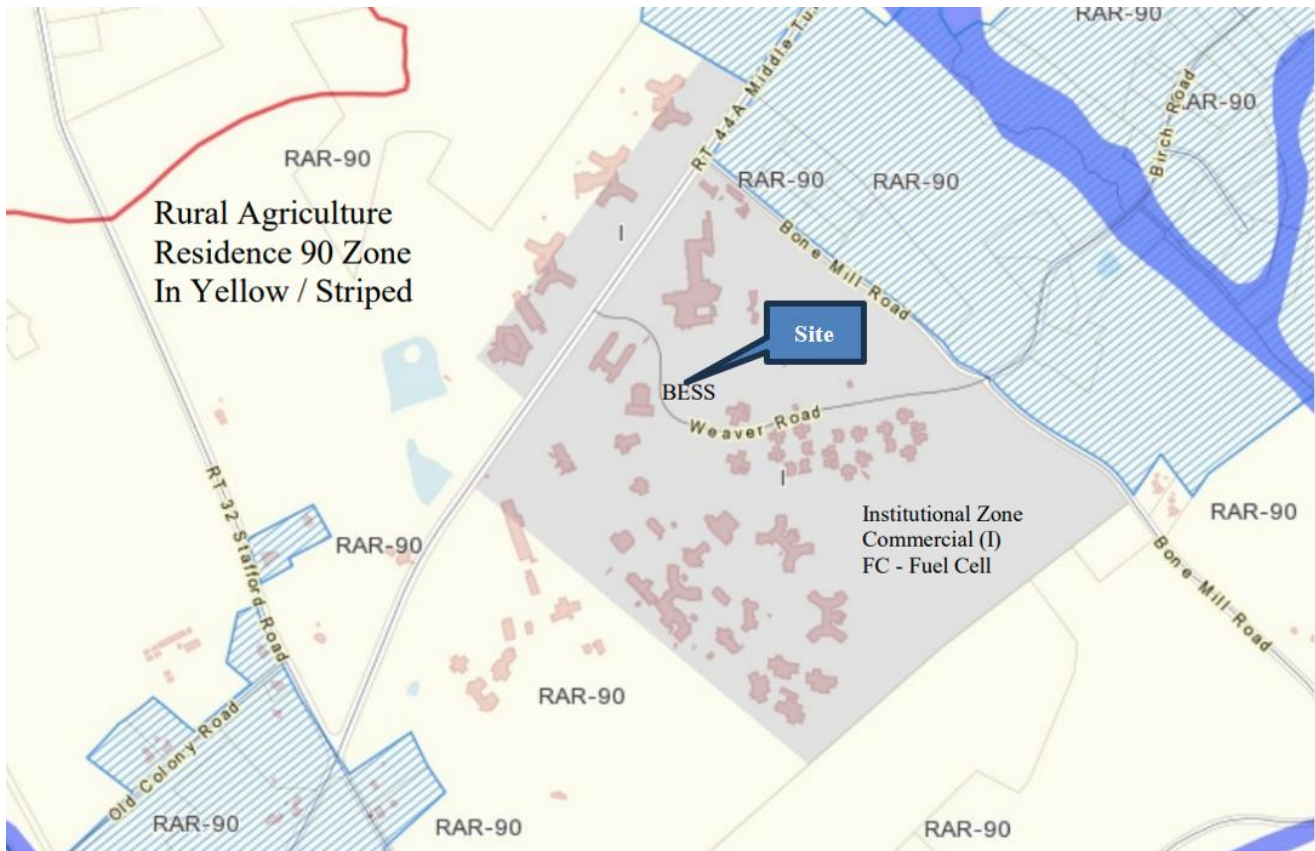 RAR-90
RT 44A Middle Tu
RAR-90
Birch Road
RAR-90
RAR-90
RAR-90
Rural Agriculture
Residence 90 Zone
In Yellow / Striped
I
Bone Mill Road
Site
BESS
Weaver Road
I
RT 32 Stafford Road
RAR-90
Institutional Zone
Commercial (I)
FC - Fuel Cell
RAR-90
Bone Mill Road
RAR-90
Old Colony Road
RAR-90
RAR-90
RAR-90